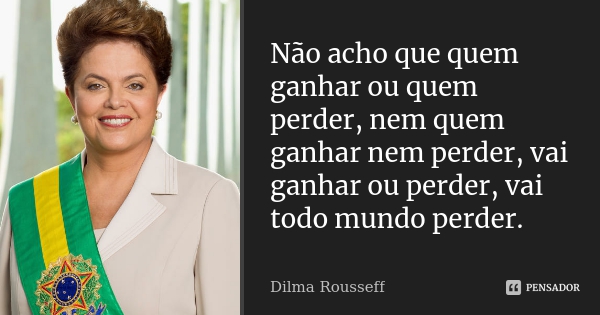 Não acho que quem
ganhar ou quem
perder, nem quem
ganhar nem perder, vai
ganhar ou perder, vai
todo mundo perder.
Dilma Rousseff
PENSADOR